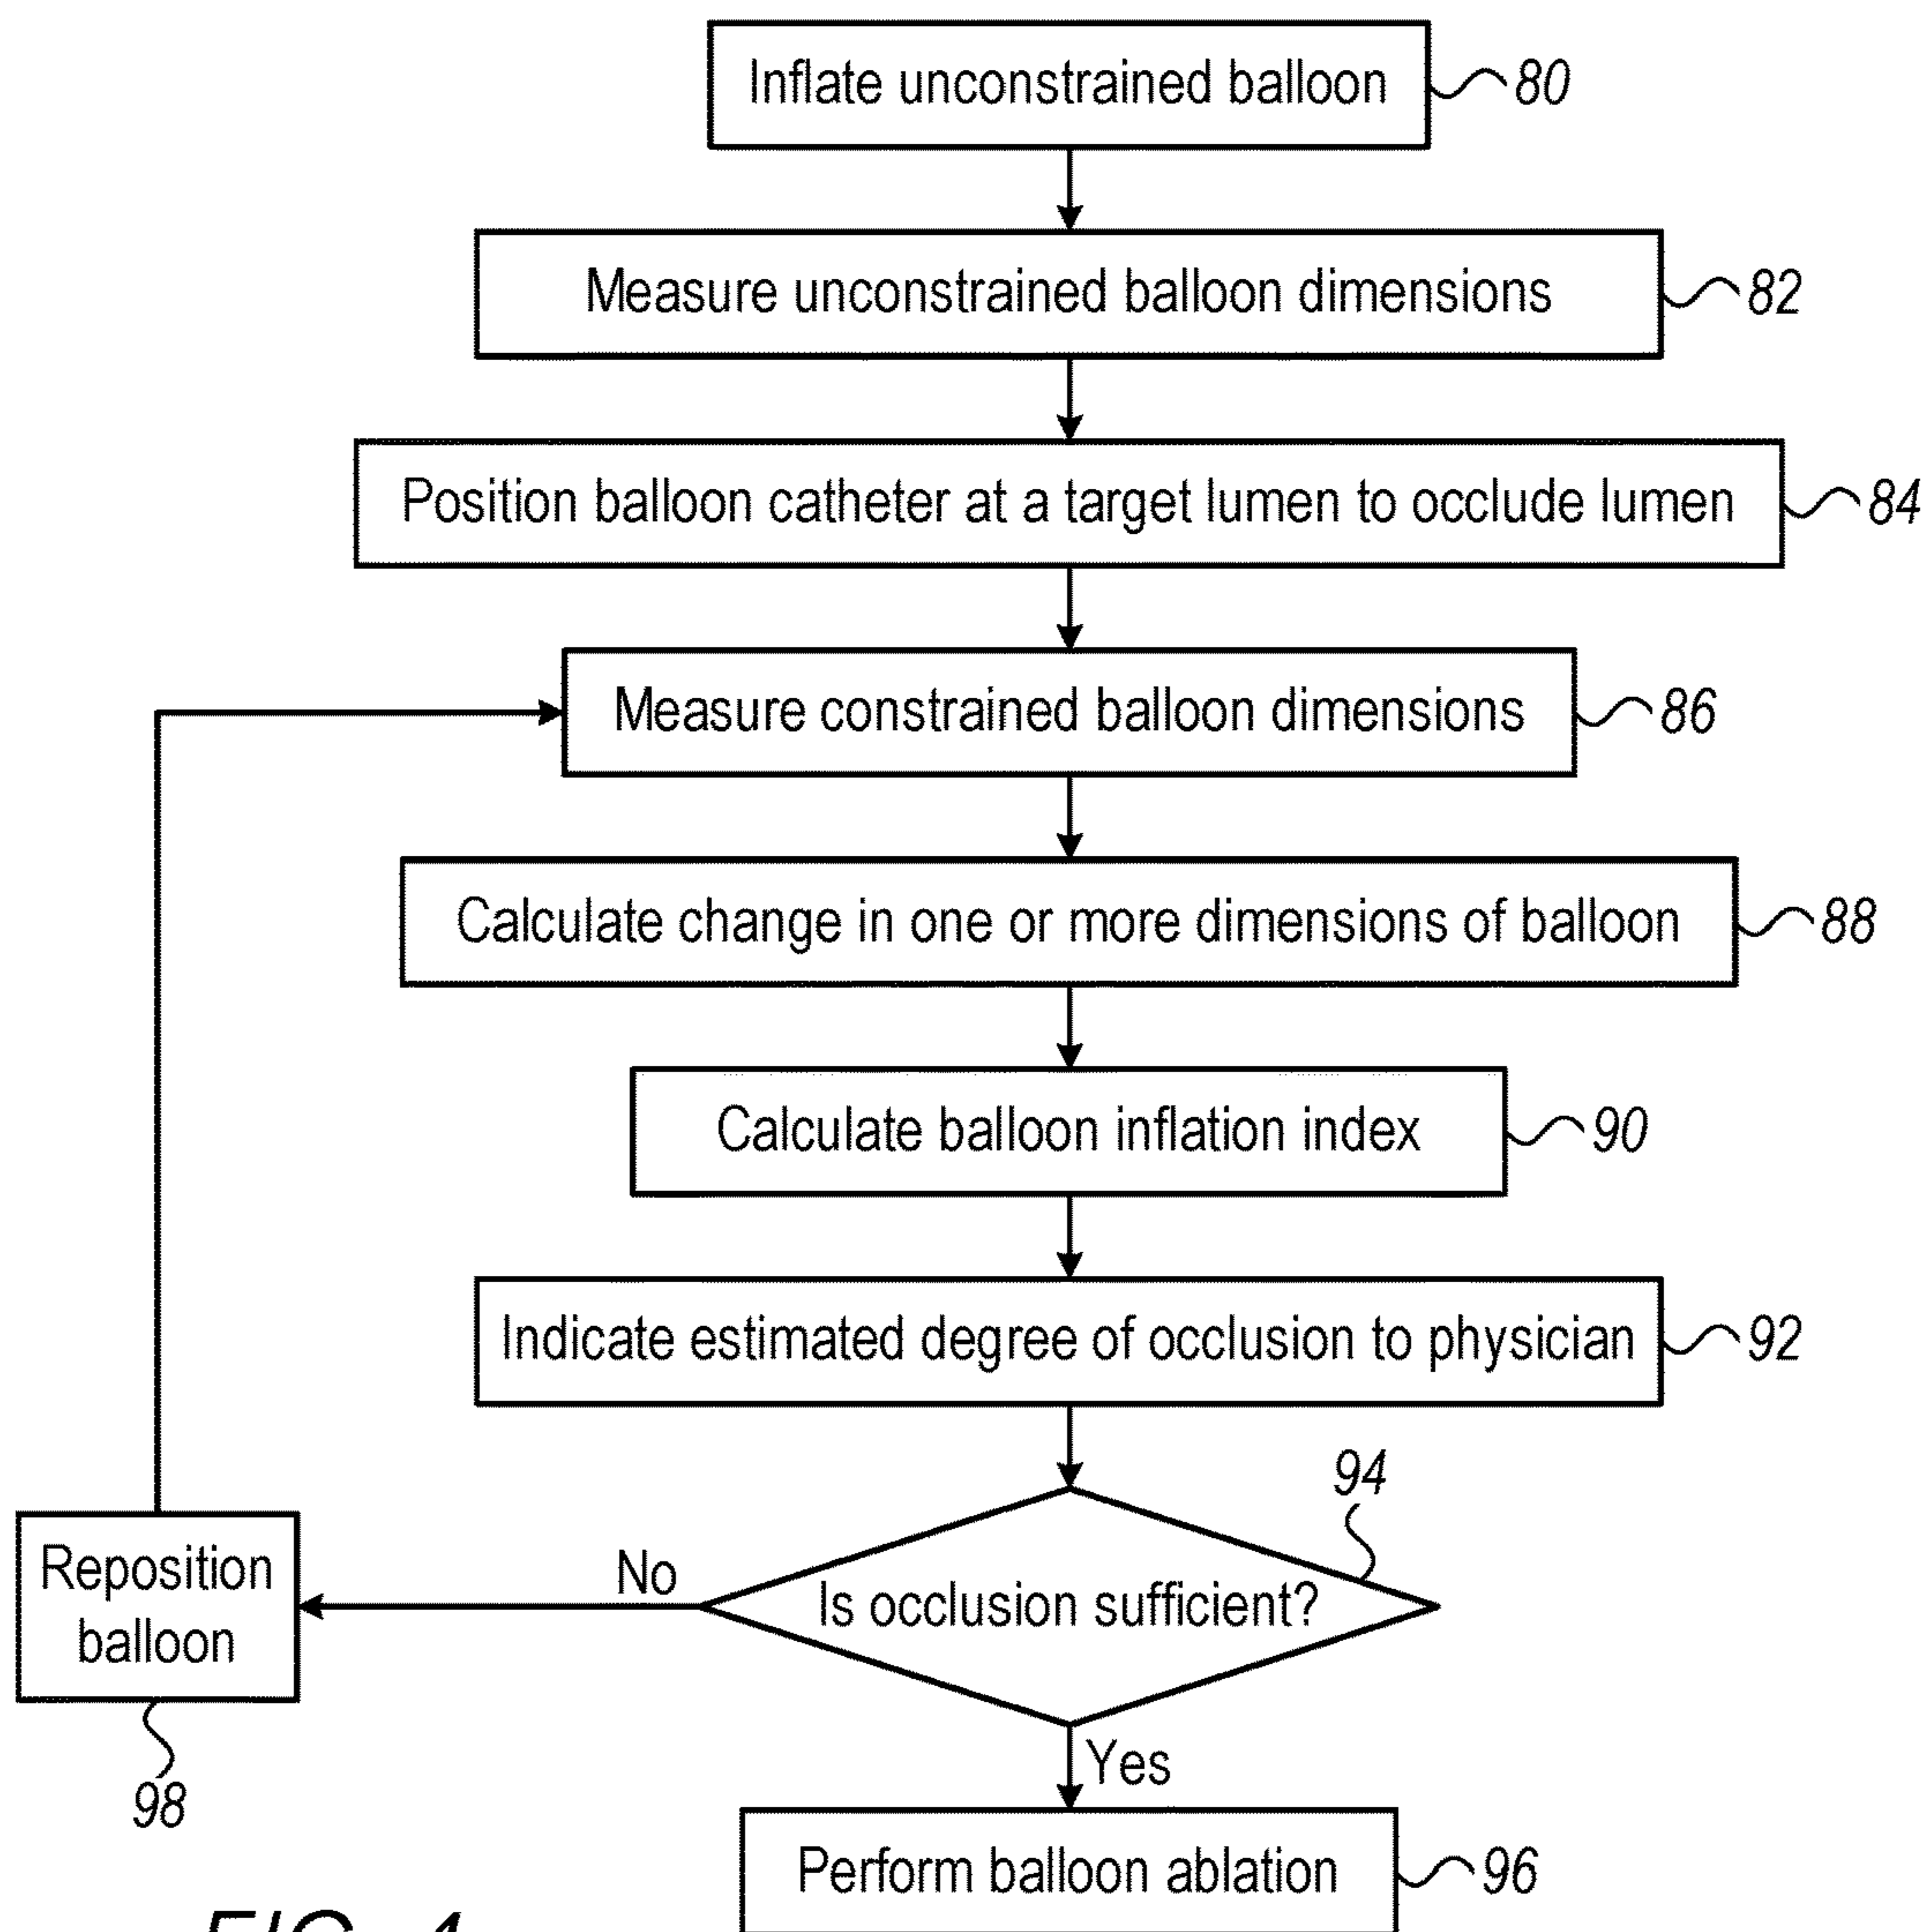 Inflate unconstrained balloon
80
Measure unconstrained balloon dimensions
82
Position balloon catheter at a target lumen to occlude lumen
84
Measure constrained balloon dimensions
86
Calculate change in one or more dimensions of balloon
88
Calculate balloon inflation index
90
Indicate estimated degree of occlusion to physician
92
94
Is occlusion sufficient?
No
Reposition
balloon
98
Yes
Perform balloon ablation
96
FIG. 4